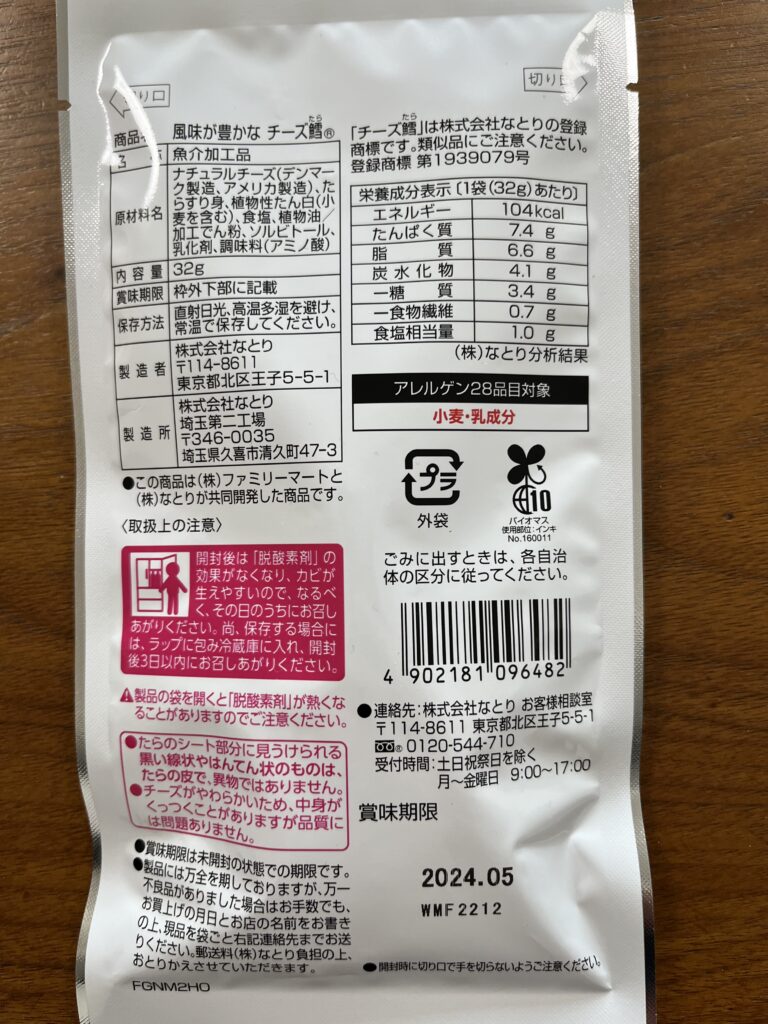 切り口
切り口
商品名 風味が豊かな チーズ鱈®
たら
名 称 魚介加工品
原材料名 ナチュラルチーズ(デンマー
ク製造、アメリカ製造)、た
らすり身、植物性たん白(小
麦を含む)、食塩、植物油/
加工でん粉、ソルビトール、
乳化剤、調味料(アミノ酸)
内容量 32g
賞味期限 枠外下部に記載
保存方法 直射日光、高温多湿を避け、
常温で保存してください。
製造者 株式会社なとり
〒114-8611
東京都北区王子5-5-1
製造所 株式会社なとり
埼玉第二工場
〒346-0035
埼玉県久喜市清久町47-3
●この商品は(株)ファミリーマートと
(株)なとりが共同開発した商品です。
〈取扱上の注意〉
開封後は「脱酸素剤」の
効果がなくなり、カビが
生えやすいので、なるべ
く、その日のうちにお召し
あがりください。尚、保存する場合に
は、ラップに包み冷蔵庫に入れ、開封
後3日以内にお召しあがりください。
⚠製品の袋を開くと「脱酸素剤」が熱くな
ることがありますのでご注意ください。
●たらのシート部分に見うけられる
黒い線状やはんてん状のものは、
たらの皮で、異物ではありません。
●チーズがやわらかいため、中身が
くっつくことがありますが品質に
は問題ありません。
●賞味期限は未開封の状態での期限です。
●製品には万全を期しておりますが、万一
不良品がありました場合はお手数でも、
お買上げの月日とお店の名前をお書き
の上、現品を袋ごと右記連絡先までお送
りください。郵送料(株)なとり負担の上、
おとりかえさせていただきます。
FGNM2HO
たら
「チーズ鱈」は株式会社なとりの登録
商標です。類似品にご注意ください。
登録商標 第1939079号
栄養成分表示〔1袋(32g)あたり〕
エネルギー 104kcal
たんぱく質 7.4 g
脂質 6.6 g
炭水化物 4.1 g
―糖質 3.4 g
―食物繊維 0.7 g
食塩相当量 1.0 g
(株)なとり分析結果
アレルゲン28品目対象
小麦・乳成分
プラ
外袋
10
バイオマス
使用部位:インキ
No.160011
ごみに出すときは、各自治
体の区分に従ってください。
4 902181 096482
●連絡先:株式会社なとり お客様相談室
〒114-8611 東京都北区王子5-5-1
® 0120-544-710
受付時間:土日祝祭日を除く
月〜金曜日 9:00〜17:00
賞味期限
2024.05
WMF2212
●開封時に切り口で手を切らないようご注意ください。